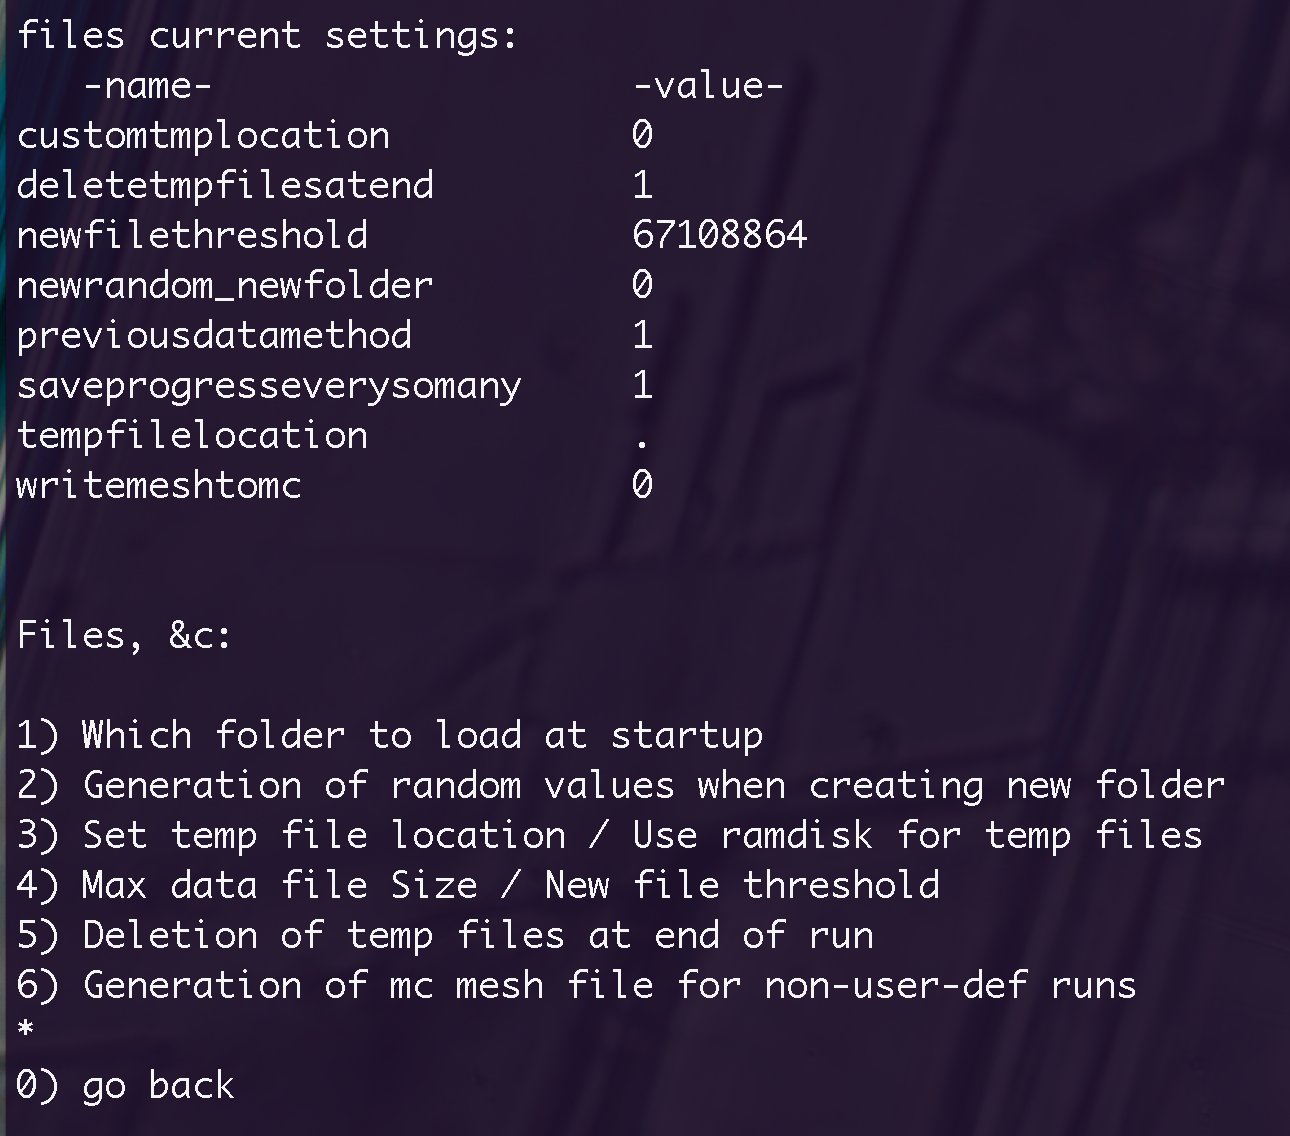 files current settings:
-name- -value-
customtmplocation 0
deletetmpfilesatend 1
newfilethreshold 67108864
newrandom_newfolder 0
previousdatamethod 1
saveprogresseverysomany 1
tempfilelocation .
writemeshtomc 0
Files, &c:
1) Which folder to load at startup
2) Generation of random values when creating new folder
3) Set temp file location / Use ramdisk for temp files
4) Max data file Size / New file threshold
5) Deletion of temp files at end of run
6) Generation of mc mesh file for non-user-def runs
*
0) go back